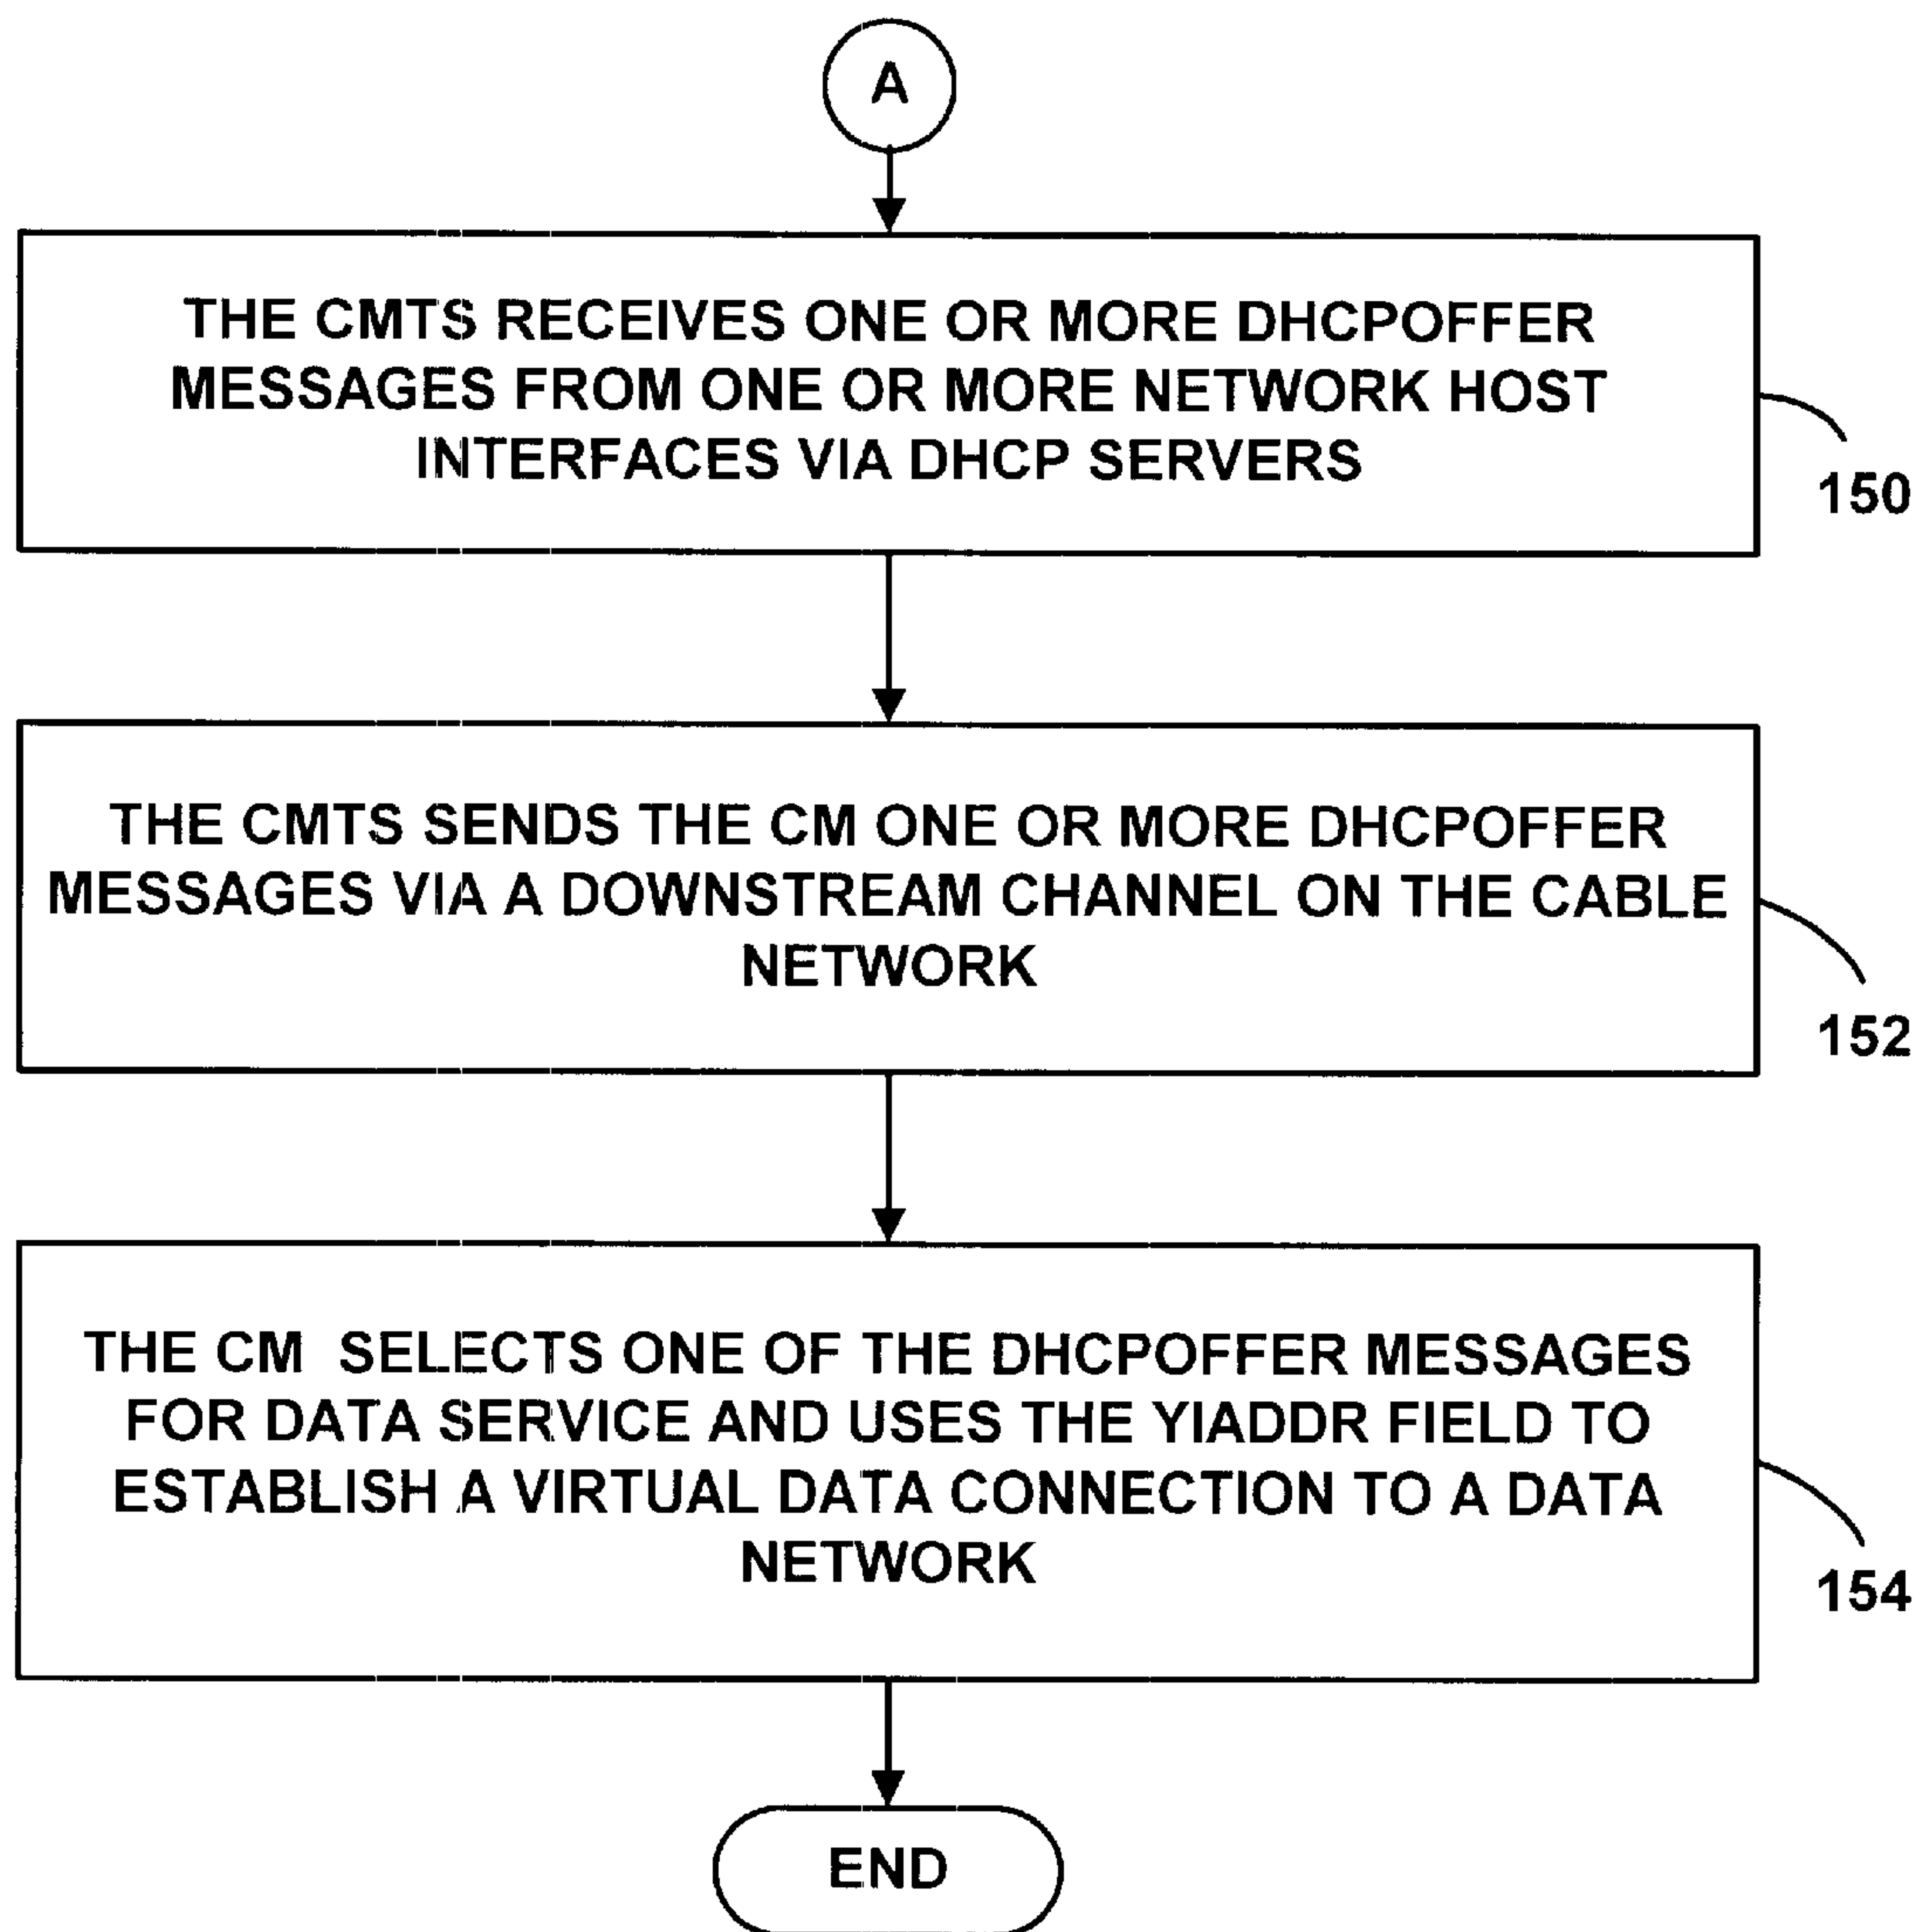 A
THE CMTS RECEIVES ONE OR MORE DHCPOFFER
MESSAGES FROM ONE OR MORE NETWORK HOST
INTERFACES VIA DHCP SERVERS
150
THE CMTS SENDS THE CM ONE OR MORE DHCPOFFER
MESSAGES VIA A DOWNSTREAM CHANNEL ON THE CABLE
NETWORK
152
THE CM SELECTS ONE OF THE DHCPOFFER MESSAGES
FOR DATA SERVICE AND USES THE YIADDR FIELD TO
ESTABLISH A VIRTUAL DATA CONNECTION TO A DATA
NETWORK
154
END